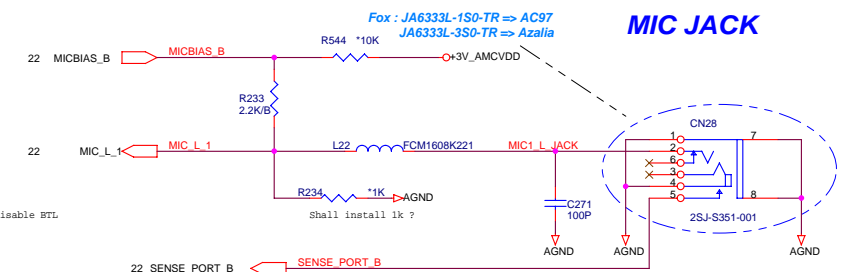 Fox : JA6333L-1S0-TR => AC97
JA6333L-3S0-TR => Azalia
MIC JACK
R544 *10K
22 MICBIAS_B MICBIAS_B +3V_AMCVDD
R233
2.2K/B
CN28
1 7
22 MIC_L_1 MIC_L_1 L22 FCM1608K221 MIC1_L_JACK 2
6
3
R234 *1K AGND 4
5 8
isable BTL Shall install 1k ? C271
100P 2SJ-S351-001
AGND AGND AGND
22 SENSE_PORT_B SENSE_PORT_B